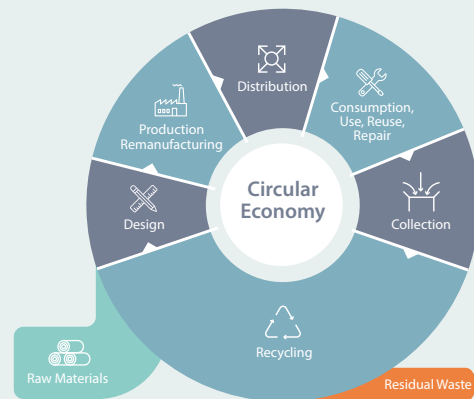 Distribution
Production
Remanufacturing
Consumption,
Use, Reuse,
Repair
Circular
Economy
Design
Collection
Recycling
Raw Materials
Residual Waste